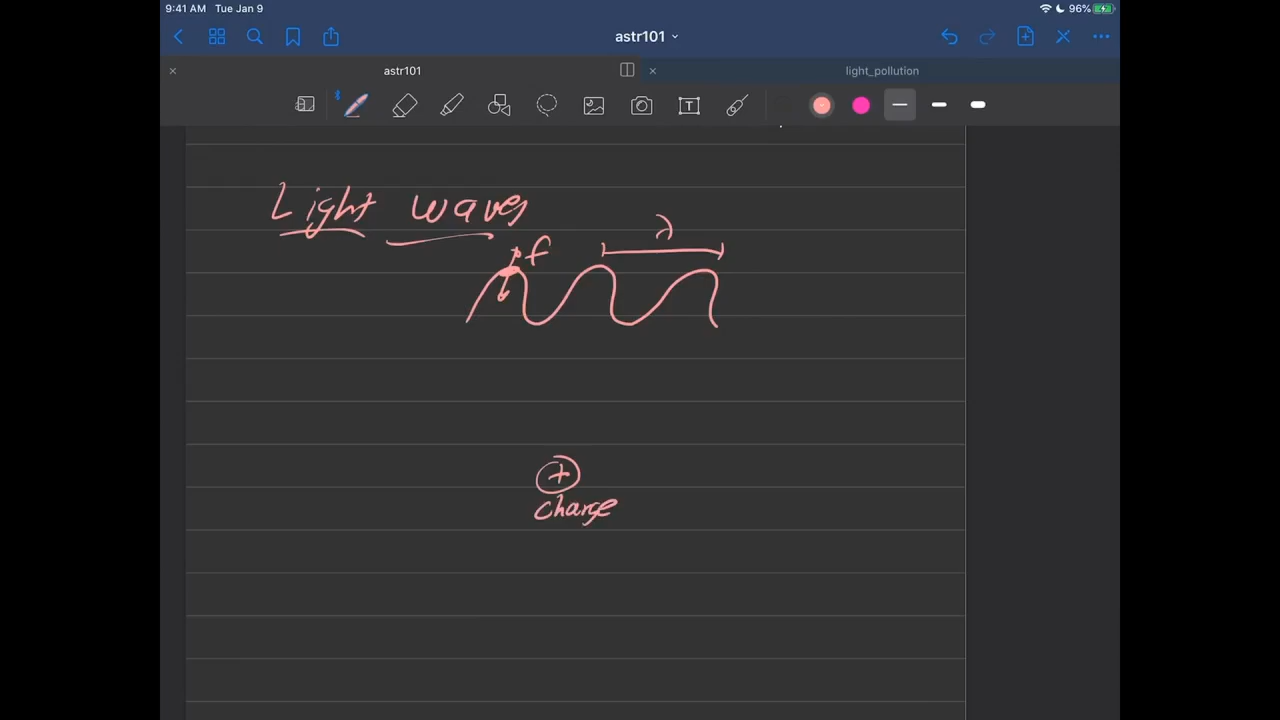 9:41 AM Tue Jan 9
96%
astr101
astr101
light_pollution
T
Light waves
f
λ
+
charge